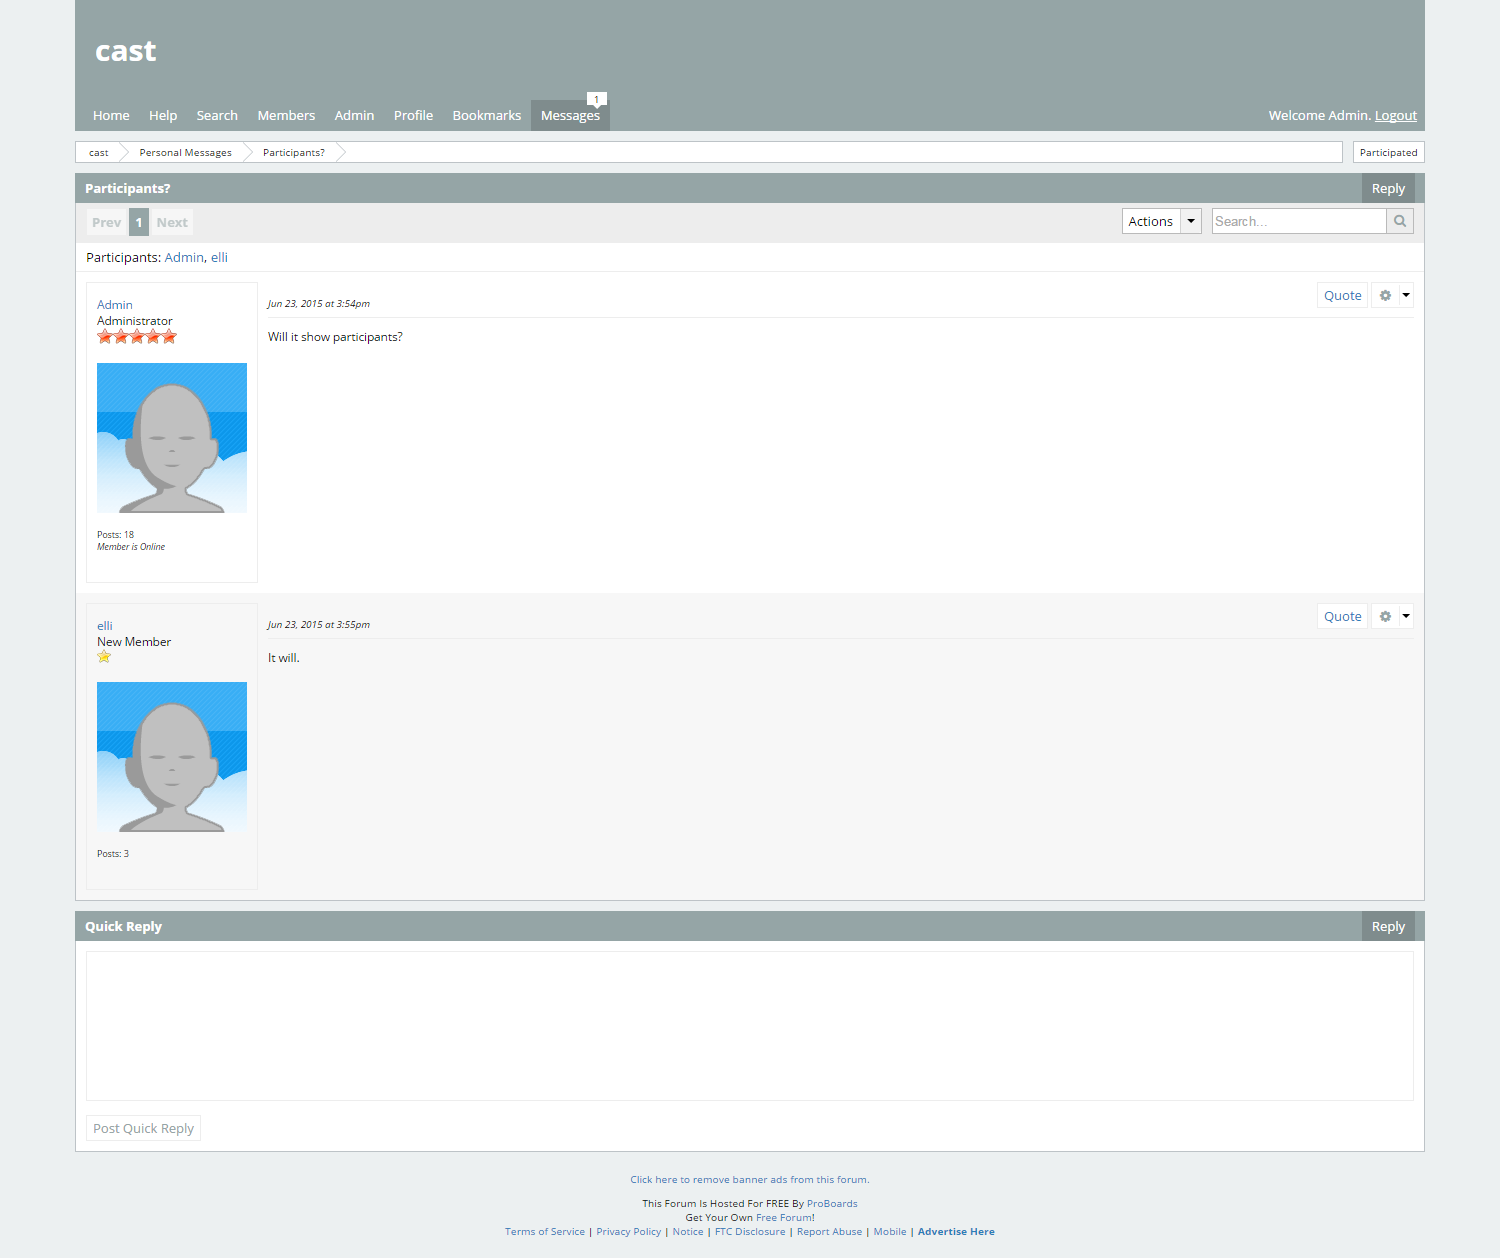 cast
1
Home Help Search Members Admin Profile Bookmarks Messages Welcome Admin. Logout
cast Personal Messages Participants? Participated
Participants? Reply
Prev 1 Next Actions Search...
Participants: Admin, elli
Admin
Administrator
Jun 23, 2015 at 3:54pm
Quote
Will it show participants?
Posts: 18
Member is Online
elli
New Member
Jun 23, 2015 at 3:55pm
Quote
It will.
Posts: 3
Quick Reply Reply
Post Quick Reply
Click here to remove banner ads from this forum.
This Forum Is Hosted For FREE By ProBoards
Get Your Own Free Forum!
Terms of Service | Privacy Policy | Notice | FTC Disclosure | Report Abuse | Mobile | Advertise Here